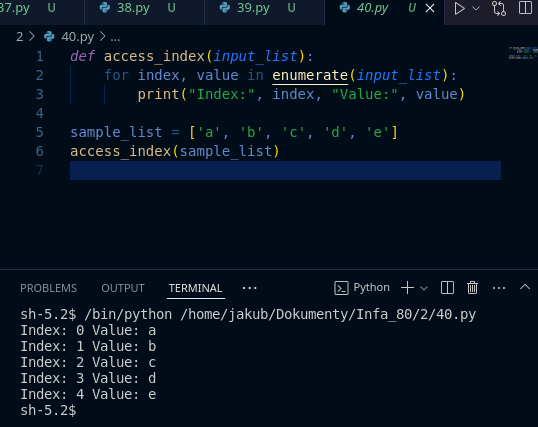 37.py U 38.py U 39.py U 40.py U
2 > 40.py > ...
1 def access_index(input_list):
2     for index, value in enumerate(input_list):
3         print("Index:", index, "Value:", value)
4
5 sample_list = ['a', 'b', 'c', 'd', 'e']
6 access_index(sample_list)
7
PROBLEMS OUTPUT TERMINAL ... Python
sh-5.2$ /bin/python /home/jakub/Dokumenty/Infa_80/2/40.py
Index: 0 Value: a
Index: 1 Value: b
Index: 2 Value: c
Index: 3 Value: d
Index: 4 Value: e
sh-5.2$